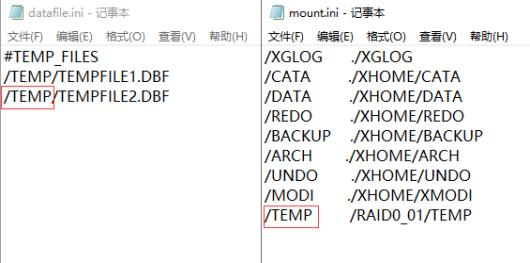 datafile.ini - 记事本
文件(F) 编辑(E) 格式(O) 查看(V) 帮助(H)
#TEMP_FILES
/TEMP/TEMPFILE1.DBF
/TEMP/TEMPFILE2.DBF
mount.ini - 记事本
文件(F) 编辑(E) 格式(O) 查看(V) 帮助(H)
/XGLOG ./XGLOG
/CATA ./XHOME/CATA
/DATA ./XHOME/DATA
/REDO ./XHOME/REDO
/BACKUP ./XHOME/BACKUP
/ARCH ./XHOME/ARCH
/UNDO ./XHOME/UNDO
/MODI ./XHOME/XMODI
/TEMP /RAID0_01/TEMP